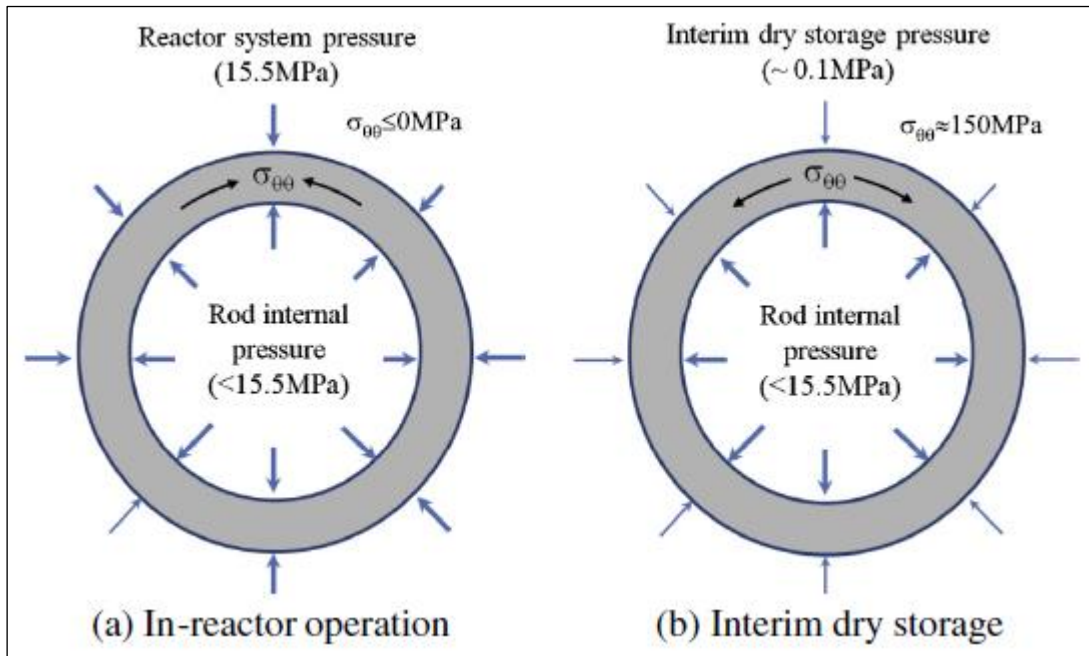 Reactor system pressure
(15.5MPa)
σθθ≤0MPa
σθθ
Rod internal
pressure
(<15.5MPa)
(a) In-reactor operation
Interim dry storage pressure
(~ 0.1MPa)
σθθ≈150MPa
σθθ
Rod internal
pressure
(<15.5MPa)
(b) Interim dry storage